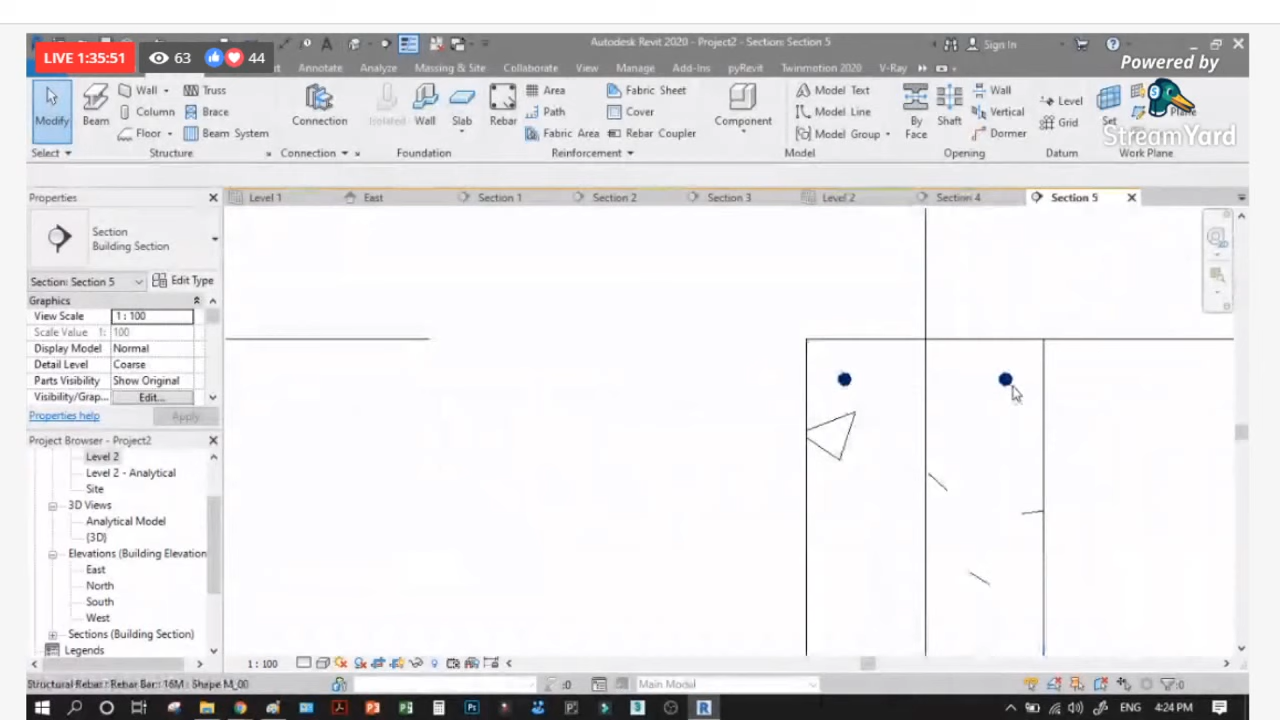 LIVE 1:35:51 63 44
Autodesk Revit 2020 - Project2 - Section: Section 5
Sign In
Powered by
StreamYard
Annotate Analyze Massing & Site Collaborate View Manage Add-Ins pyRevit Twinmotion 2020 V-Ray
Modify
Beam
Wall
Column
Floor
Truss
Brace
Beam System
Connection
Isolated
Wall
Slab
Rebar
Area
Path
Fabric Area
Fabric Sheet
Cover
Rebar Coupler
Component
Model Text
Model Line
Model Group
By
Face
Shaft
Wall
Vertical
Dormer
Level
Grid
Set
Plane
Select Structure Connection Foundation Reinforcement Model Opening Datum Work Plane
Properties
Level 1 East Section 1 Section 2 Section 3 Level 2 Section 4 Section 5
Section
Building Section
Section: Section 5 Edit Type
Graphics
View Scale 1 : 100
Scale Value 1: 100
Display Model Normal
Detail Level Coarse
Parts Visibility Show Original
Visibility/Grap... Edit...
Properties help Apply
Project Browser - Project2
Level 2
Level 2 - Analytical
Site
3D Views
Analytical Model
{3D}
Elevations (Building Elevation
East
North
South
West
Sections (Building Section)
Legends
1 : 100
Structural Rebar : Rebar Bar : 16M : Shape M_00
:0
Main Model
:0
ENG 4:24 PM